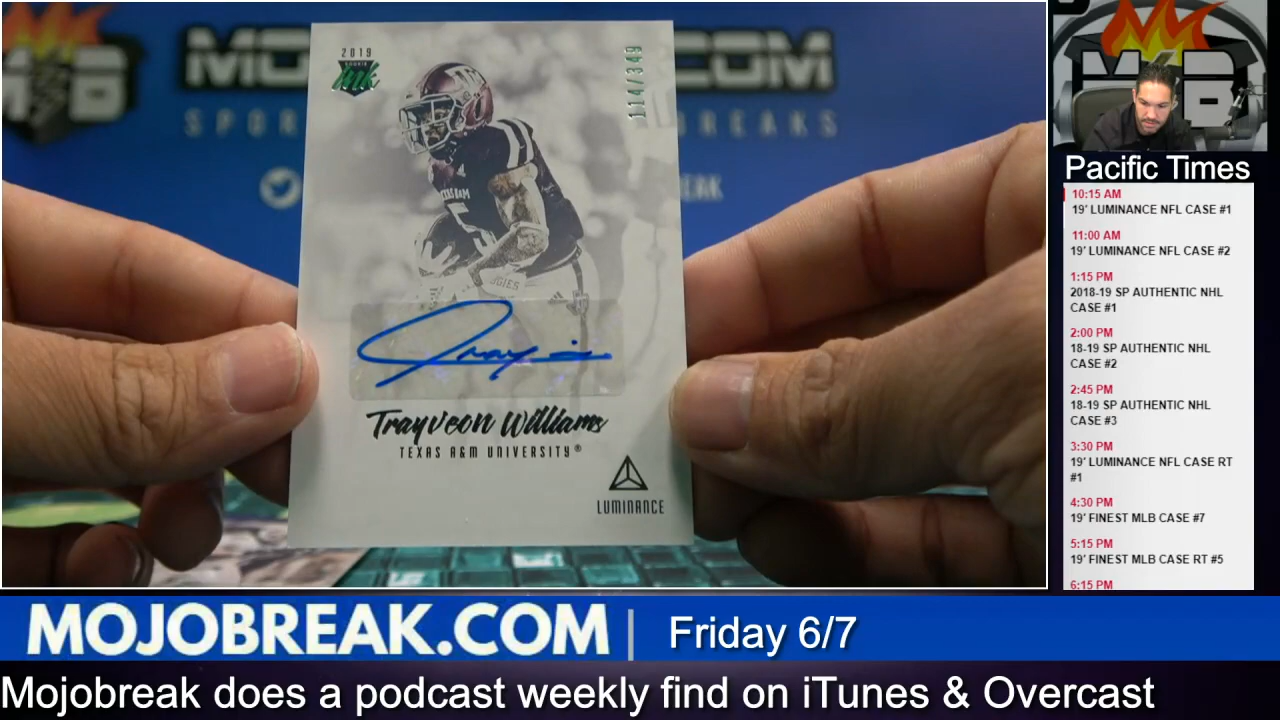 2019
ROOKIE
Ink
114/349
Trayveon Williams
TEXAS A&M UNIVERSITY®
LUMINANCE
Pacific Times
10:15 AM
19' LUMINANCE NFL CASE #1
11:00 AM
19' LUMINANCE NFL CASE #2
1:15 PM
2018-19 SP AUTHENTIC NHL
CASE #1
2:00 PM
18-19 SP AUTHENTIC NHL
CASE #2
2:45 PM
18-19 SP AUTHENTIC NHL
CASE #3
3:30 PM
19' LUMINANCE NFL CASE RT
#1
4:30 PM
19' FINEST MLB CASE #7
5:15 PM
19' FINEST MLB CASE RT #5
6:15 PM
MOJOBREAK.COM | Friday 6/7
Mojobreak does a podcast weekly find on iTunes & Overcast